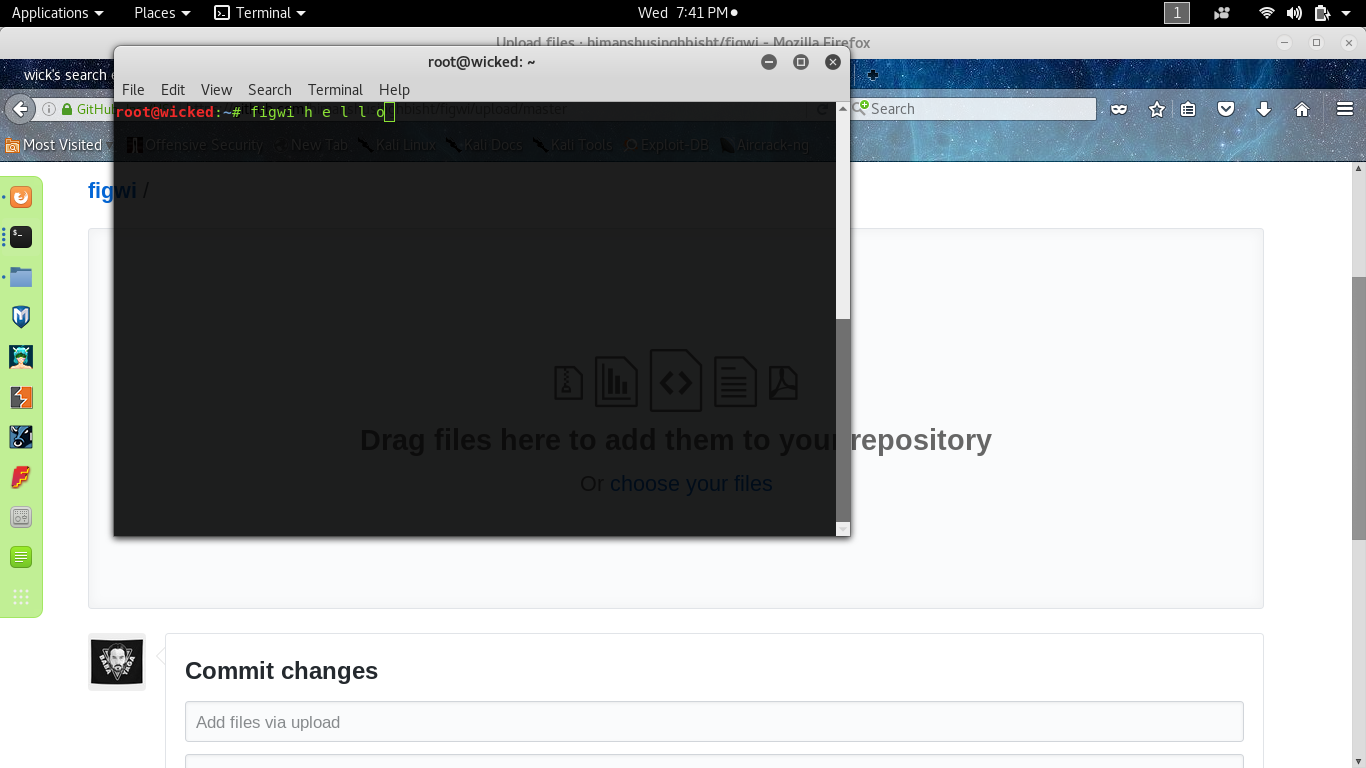 Applications Places Terminal Wed 7:41 PM 1
Upload files · himanshusinghbisht/figwi - Mozilla Firefox
root@wicked: ~
wick's search
File Edit View Search Terminal Help
GitHub bisht/figwi/upload/master Search
root@wicked:~# figwi h e l l o
Most Visited Offensive Security New Tab Kali Linux Kali Docs Kali Tools Exploit-DB Aircrack-ng
figwi /
Drag files here to add them to your repository
Or choose your files
BABA YAGA
Commit changes
Add files via upload